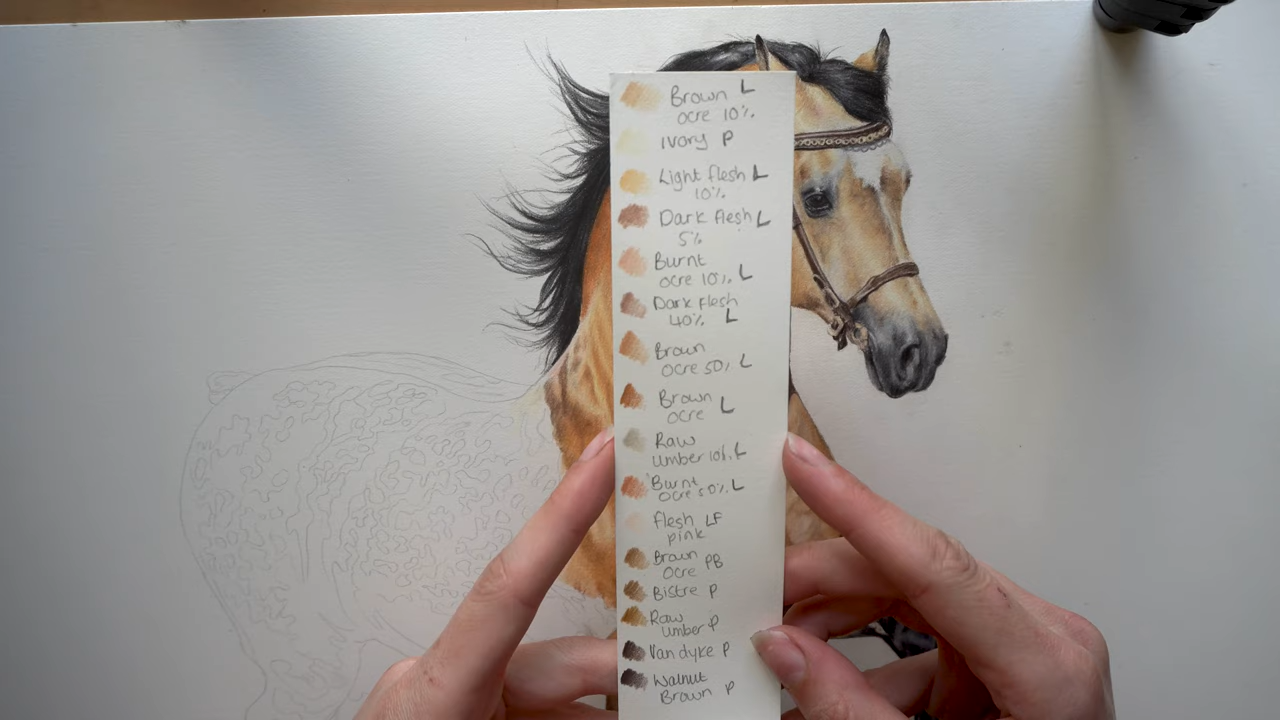 Brown L
ocre 10%
Ivory P
Light flesh L
10%
Dark flesh L
5%
Burnt
ocre 10% L
Dark flesh
40% L
Brown
ocre 50% L
Brown
ocre L
Raw
umber 10% L
Burnt
ocre 50% L
flesh LF
pink
Brown
ocre PB
Bistre P
Raw
umber P
Van dyke P
Walnut
Brown P